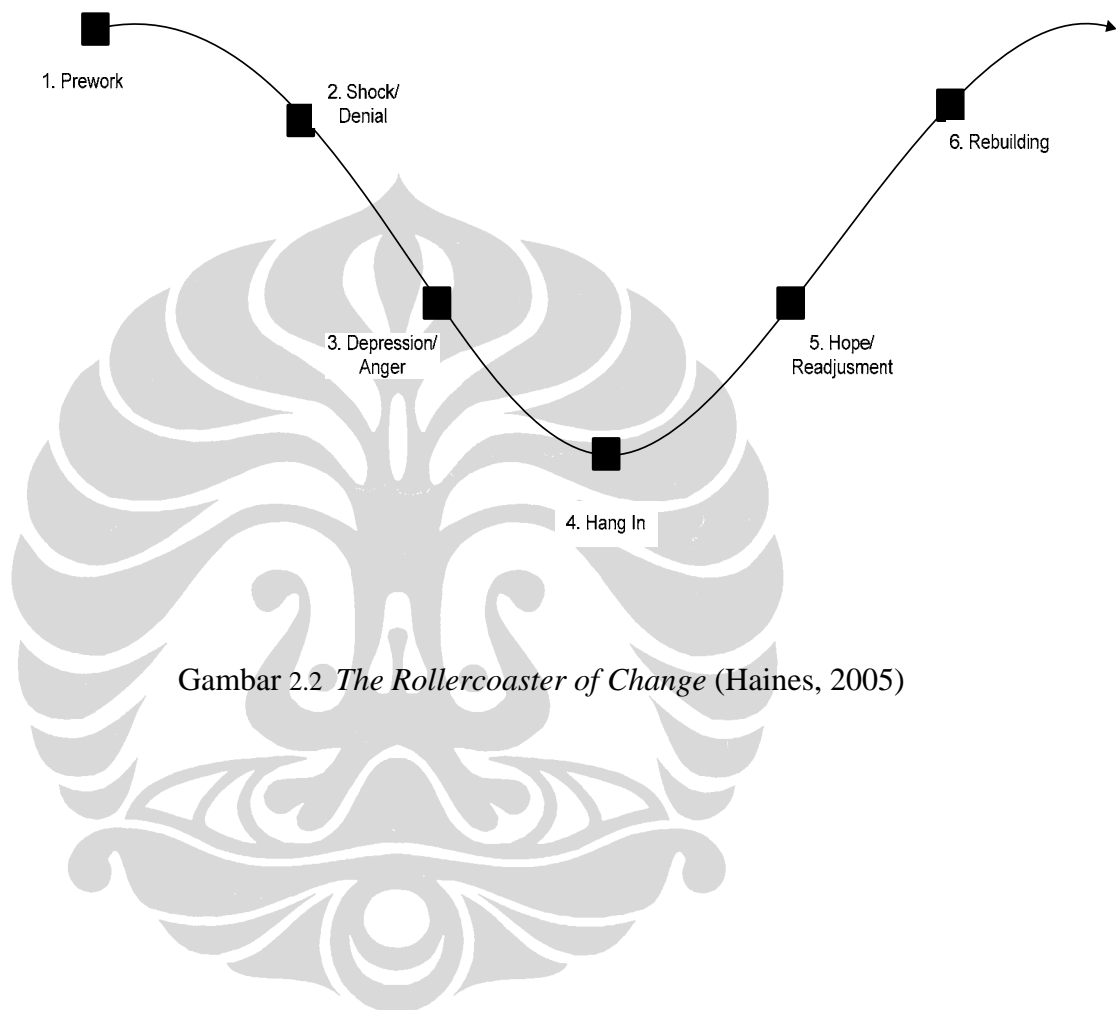 1. Prework
2. Shock/
Denial
3. Depression/
Anger
4. Hang In
5. Hope/
Readjusment
6. Rebuilding
Gambar 2.2 The Rollercoaster of Change (Haines, 2005)